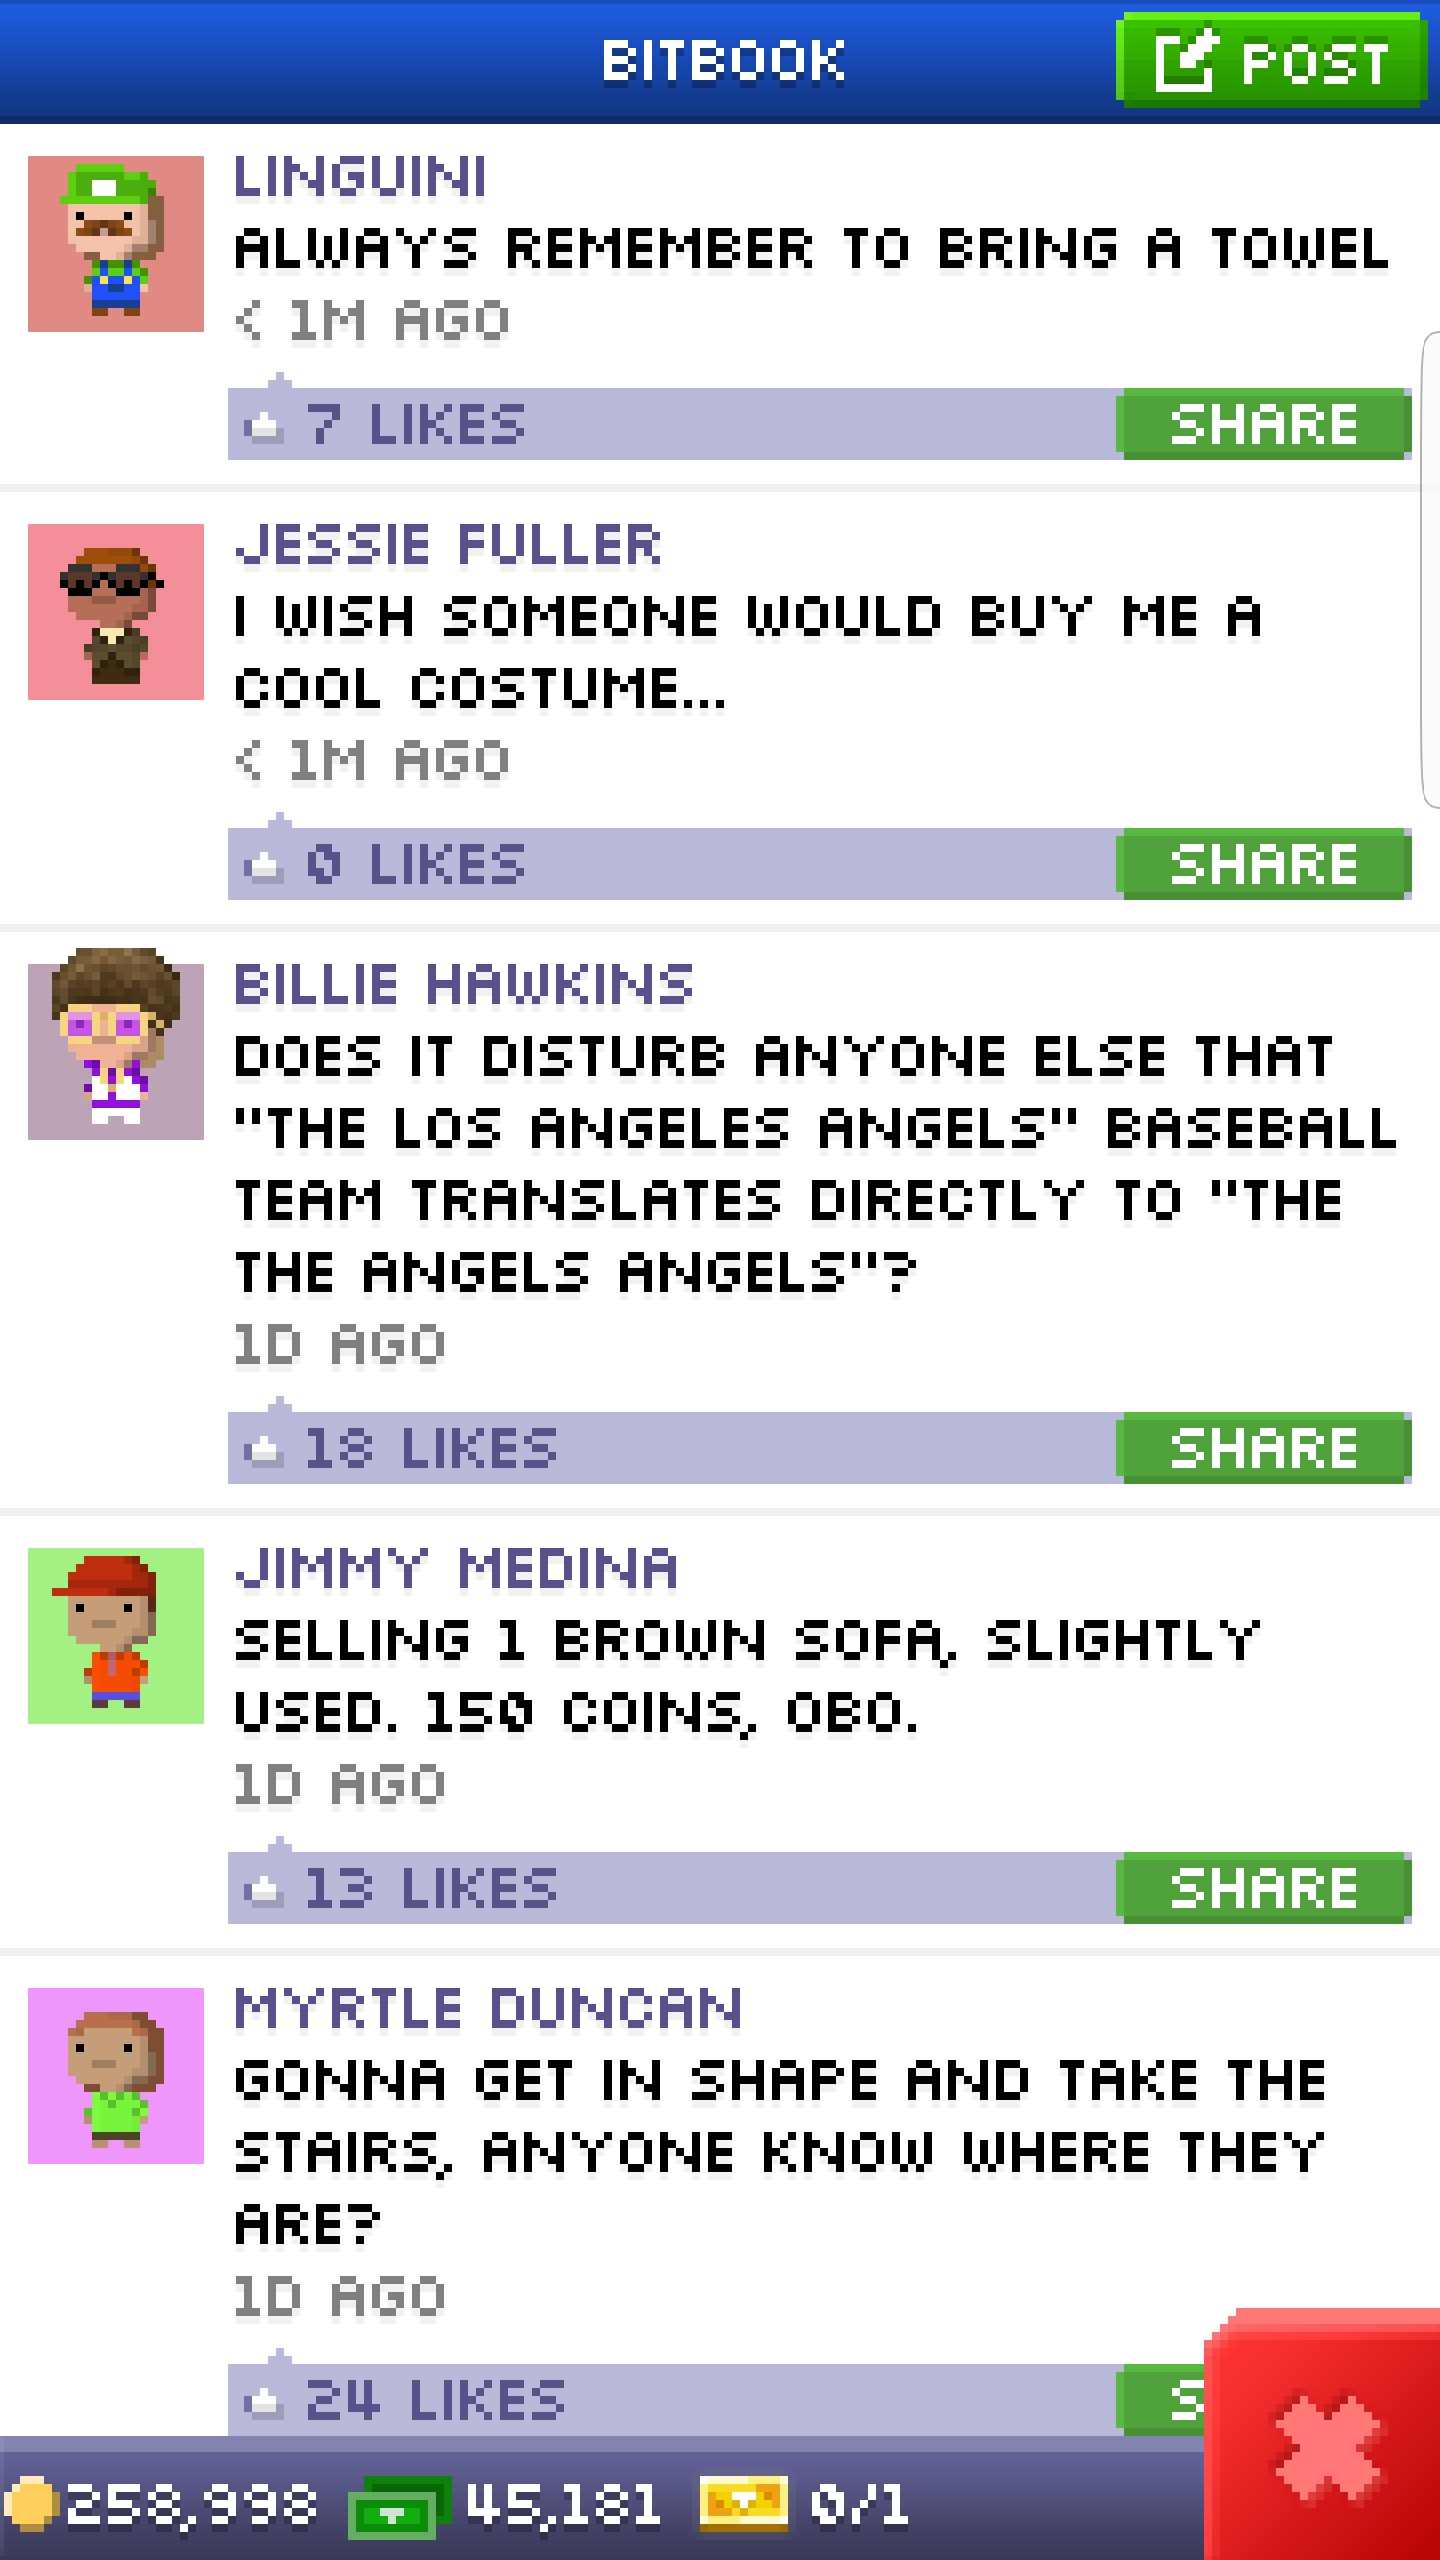 BITBOOK
POST
LINGUINI
ALWAYS REMEMBER TO BRING A TOWEL
< 1M AGO
7 LIKES
SHARE
JESSIE FULLER
I WISH SOMEONE WOULD BUY ME A
COOL COSTUME...
< 1M AGO
0 LIKES
SHARE
BILLIE HAWKINS
DOES IT DISTURB ANYONE ELSE THAT
"THE LOS ANGELES ANGELS" BASEBALL
TEAM TRANSLATES DIRECTLY TO "THE
THE ANGELS ANGELS"?
1D AGO
18 LIKES
SHARE
JIMMY MEDINA
SELLING 1 BROWN SOFA, SLIGHTLY
USED. 150 COINS, OBO.
1D AGO
13 LIKES
SHARE
MYRTLE DUNCAN
GONNA GET IN SHAPE AND TAKE THE
STAIRS, ANYONE KNOW WHERE THEY
ARE?
1D AGO
24 LIKES
S
258,998 45,181 0/1